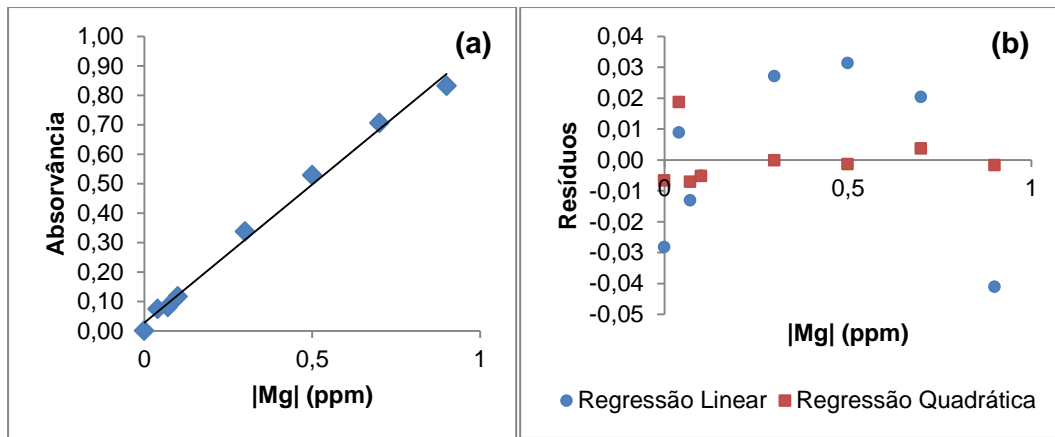 (a)
1,00
0,90
0,80
0,70
0,60
0,50
0,40
0,30
0,20
0,10
0,00
Absorvância
0 0,5 1
|Mg| (ppm)
(b)
0,04
0,03
0,02
0,01
0,00
-0,01
-0,02
-0,03
-0,04
-0,05
Resíduos
0 0,5 1
|Mg| (ppm)
Regressão Linear Regressão Quadrática